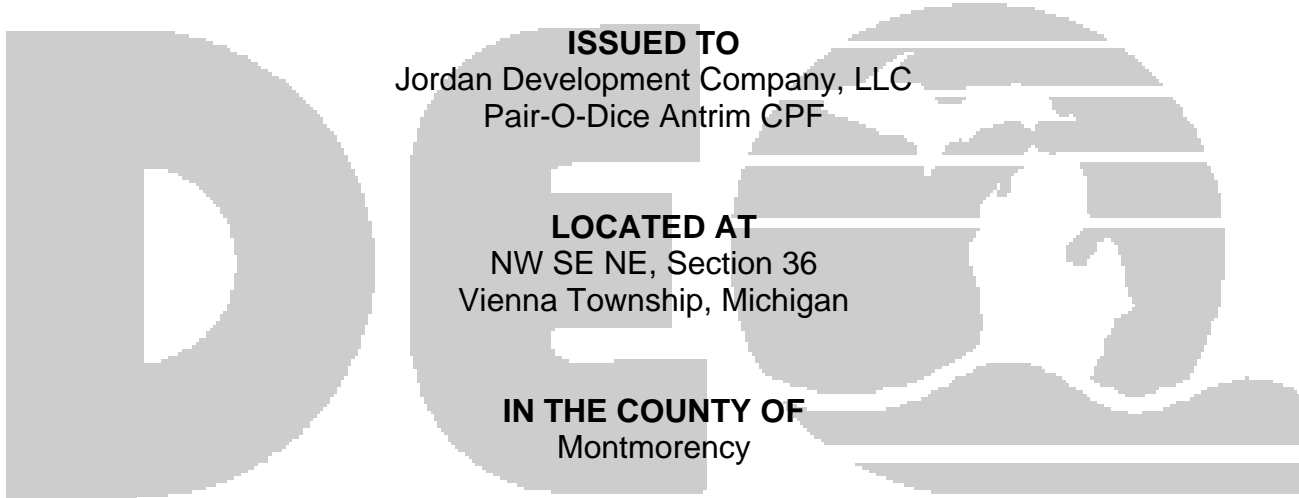 DEQ
ISSUED TO
Jordan Development Company, LLC
Pair-O-Dice Antrim CPF
LOCATED AT
NW SE NE, Section 36
Vienna Township, Michigan
IN THE COUNTY OF
Montmorency